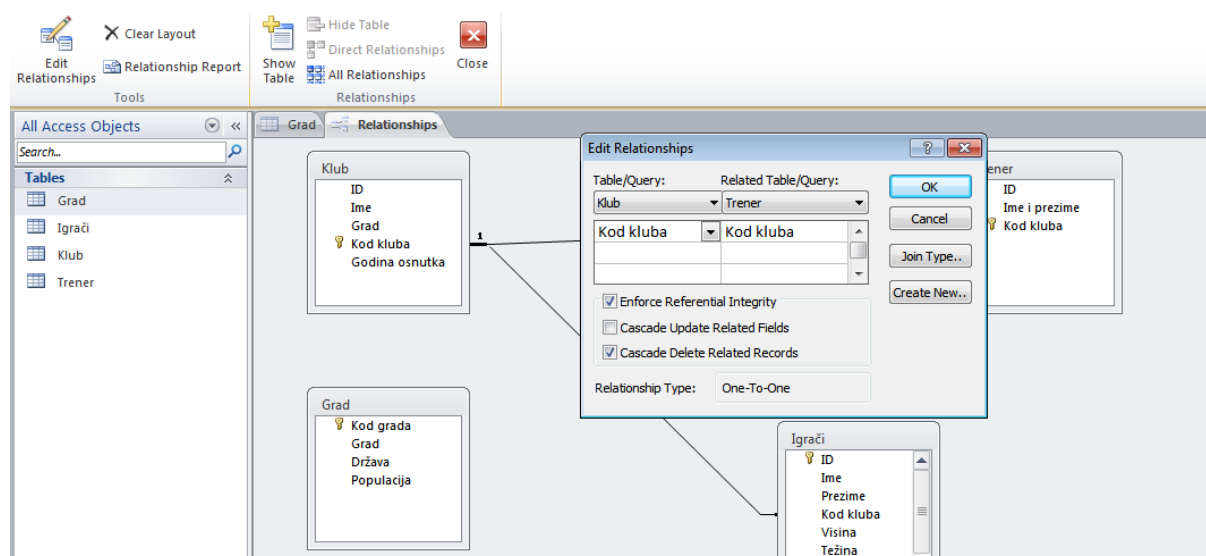 Edit
Relationships
Clear Layout
Relationship Report
Tools
Show
Table
Hide Table
Direct Relationships
All Relationships
Close
Relationships
All Access Objects
Search...
Tables
Grad
Igrači
Klub
Trener
Grad
Relationships
Klub
ID
Ime
Grad
Kod kluba
Godina osnutka
1
Edit Relationships
Table/Query:
Related Table/Query:
Klub
Trener
Kod kluba
Kod kluba
Enforce Referential Integrity
Cascade Update Related Fields
Cascade Delete Related Records
Relationship Type:
One-To-One
OK
Cancel
Join Type..
Create New..
ener
ID
Ime i prezime
Kod kluba
Grad
Kod grada
Grad
Država
Populacija
Igrači
ID
Ime
Prezime
Kod kluba
Visina
Težina